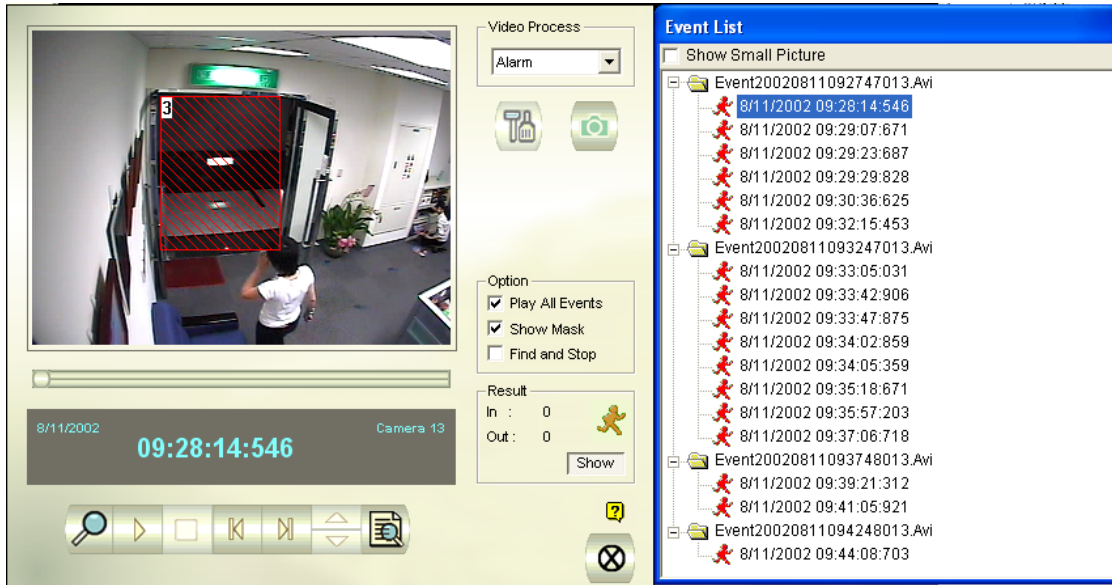 Video Process
Alarm
3
Option
Play All Events
Show Mask
Find and Stop
Result
In : 0
Out : 0
Show
8/11/2002
Camera 13
09:28:14:546
Event List
Show Small Picture
Event20020811092747013.Avi
8/11/2002 09:28:14:546
8/11/2002 09:29:07:671
8/11/2002 09:29:23:687
8/11/2002 09:29:29:828
8/11/2002 09:30:36:625
8/11/2002 09:32:15:453
Event20020811093247013.Avi
8/11/2002 09:33:05:031
8/11/2002 09:33:42:906
8/11/2002 09:33:47:875
8/11/2002 09:34:02:859
8/11/2002 09:34:05:359
8/11/2002 09:35:18:671
8/11/2002 09:35:57:203
8/11/2002 09:37:06:718
Event20020811093748013.Avi
8/11/2002 09:39:21:312
8/11/2002 09:41:05:921
Event20020811094248013.Avi
8/11/2002 09:44:08:703